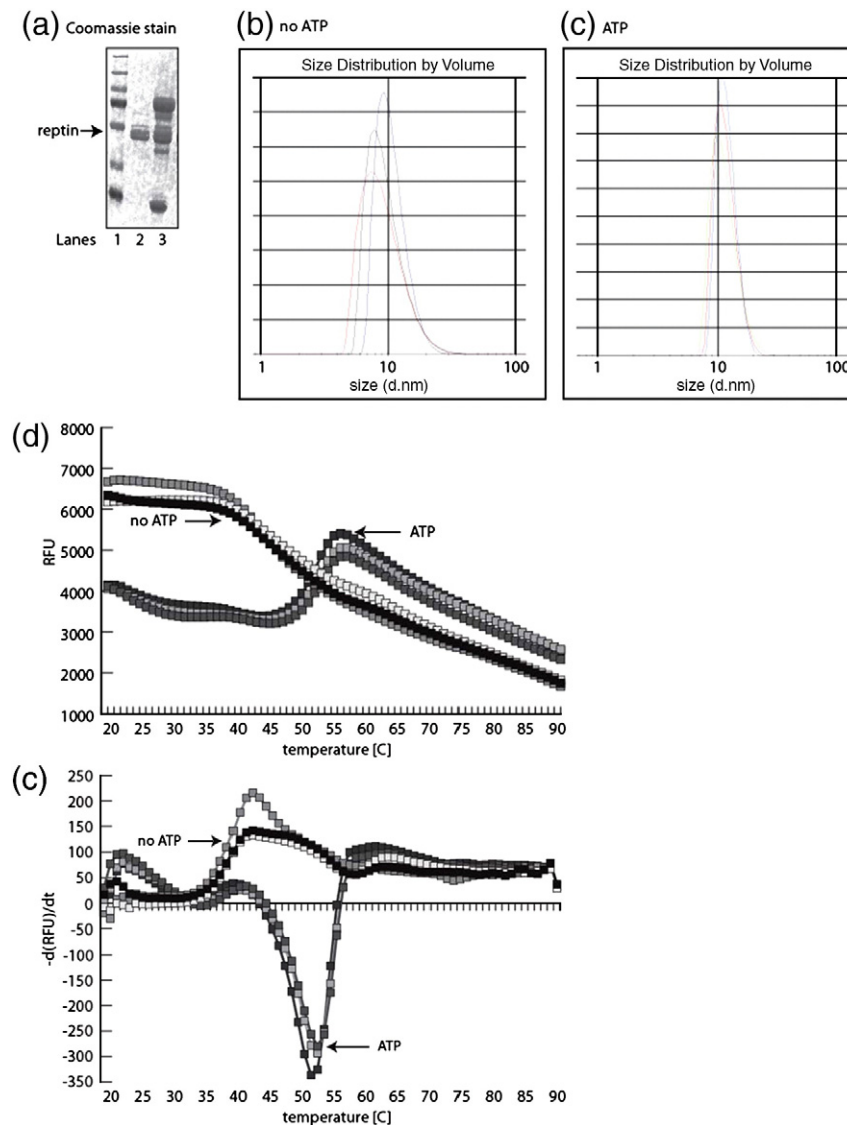 (a) Coomassie stain
reptin
Lanes 1 2 3
(b) no ATP
Size Distribution by Volume
1 10 100
size (d.nm)
(c) ATP
Size Distribution by Volume
1 10 100
size (d.nm)
(d)
8000
7000
6000
5000
4000
3000
2000
1000
RFU
no ATP
ATP
20 25 30 35 40 45 50 55 60 65 70 75 80 85 90
temperature [C]
(c)
250
200
150
100
50
0
-50
-100
-150
-200
-250
-300
-350
-d(RFU)/dt
no ATP
ATP
20 25 30 35 40 45 50 55 60 65 70 75 80 85 90
temperature [C]